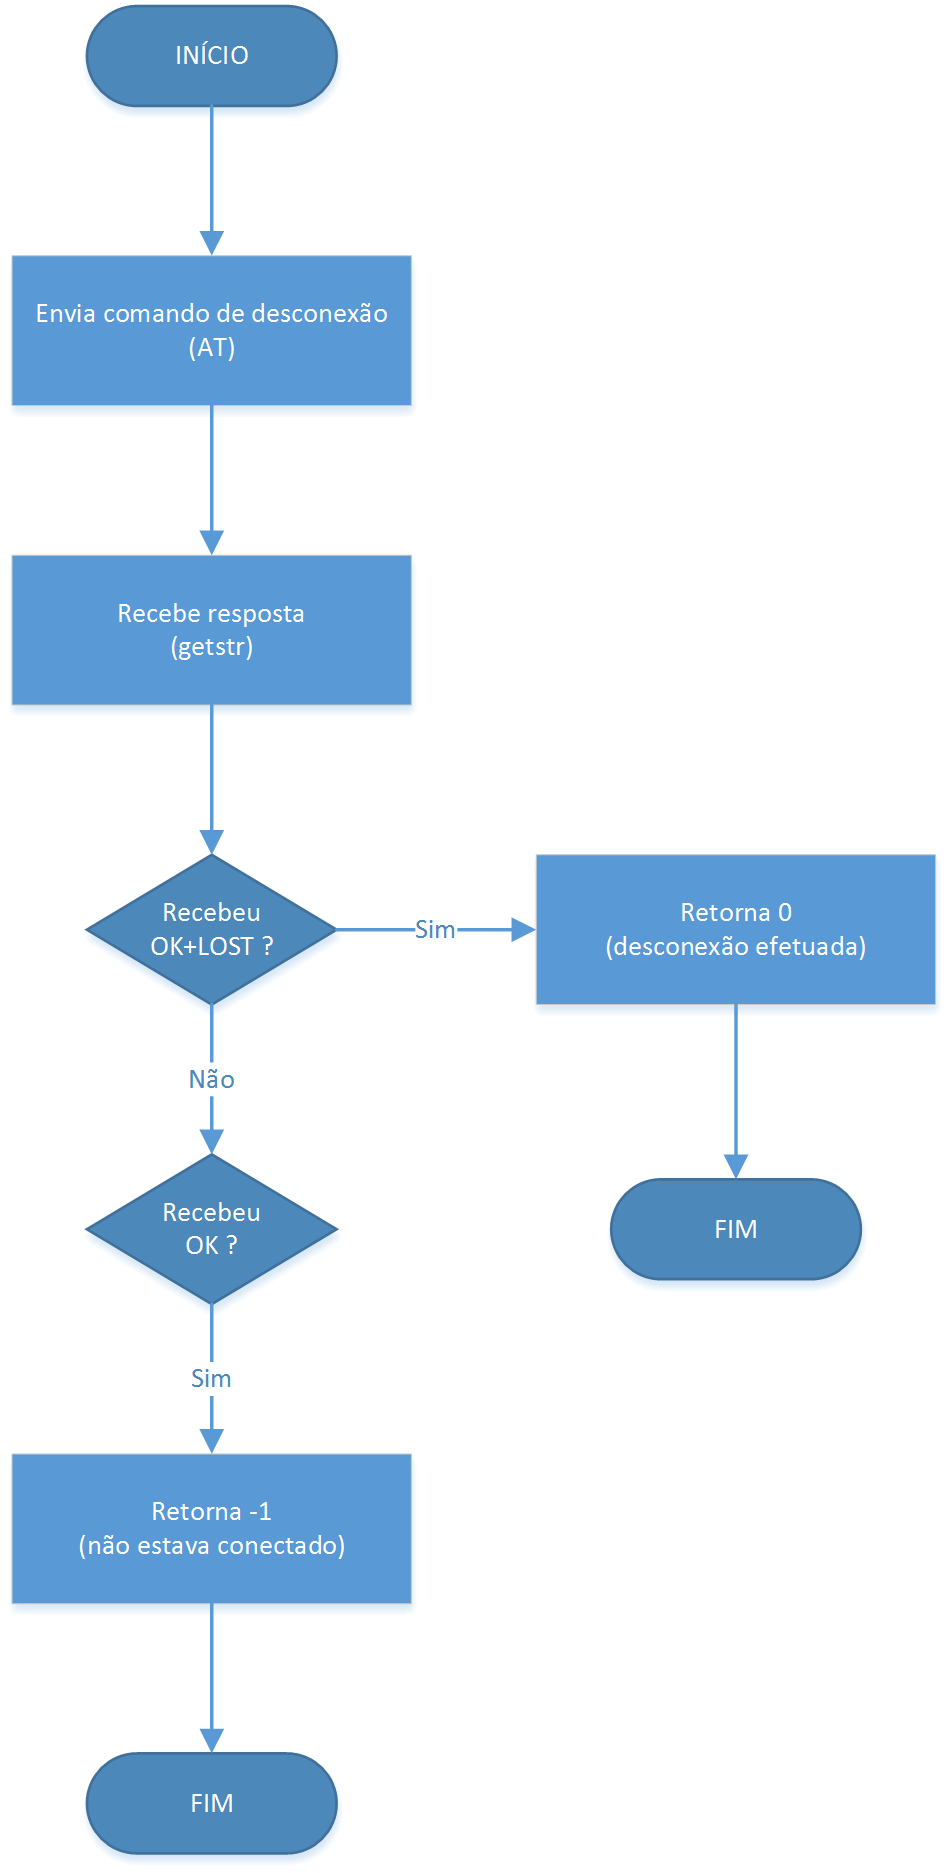 INÍCIO
Envia comando de desconexão
(AT)
Recebe resposta
(getstr)
Recebeu
OK+LOST ?
Sim
Retorna 0
(desconexão efetuada)
Não
Recebeu
OK ?
FIM
Sim
Retorna -1
(não estava conectado)
FIM